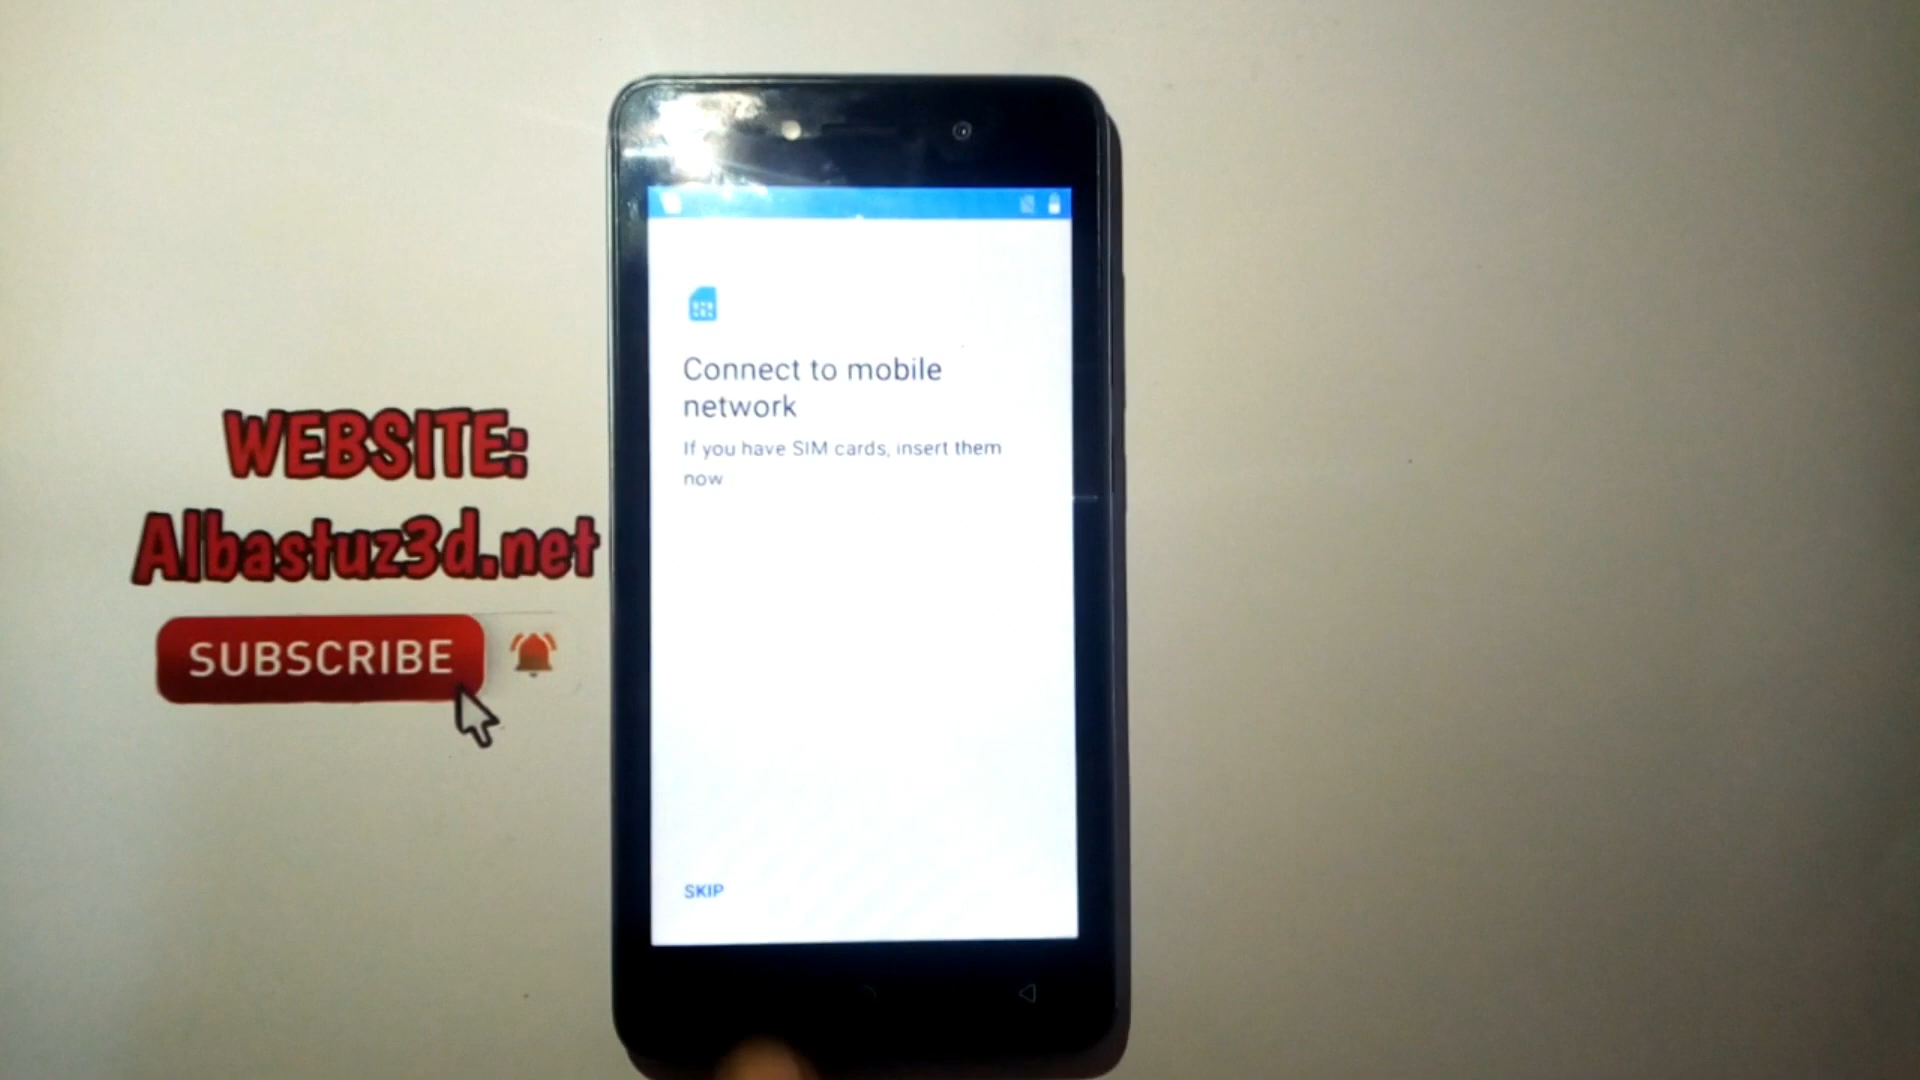 WEBSITE:
Albastuz3d.net
SUBSCRIBE
Connect to mobile
network
If you have SIM cards, insert them
now
SKIP